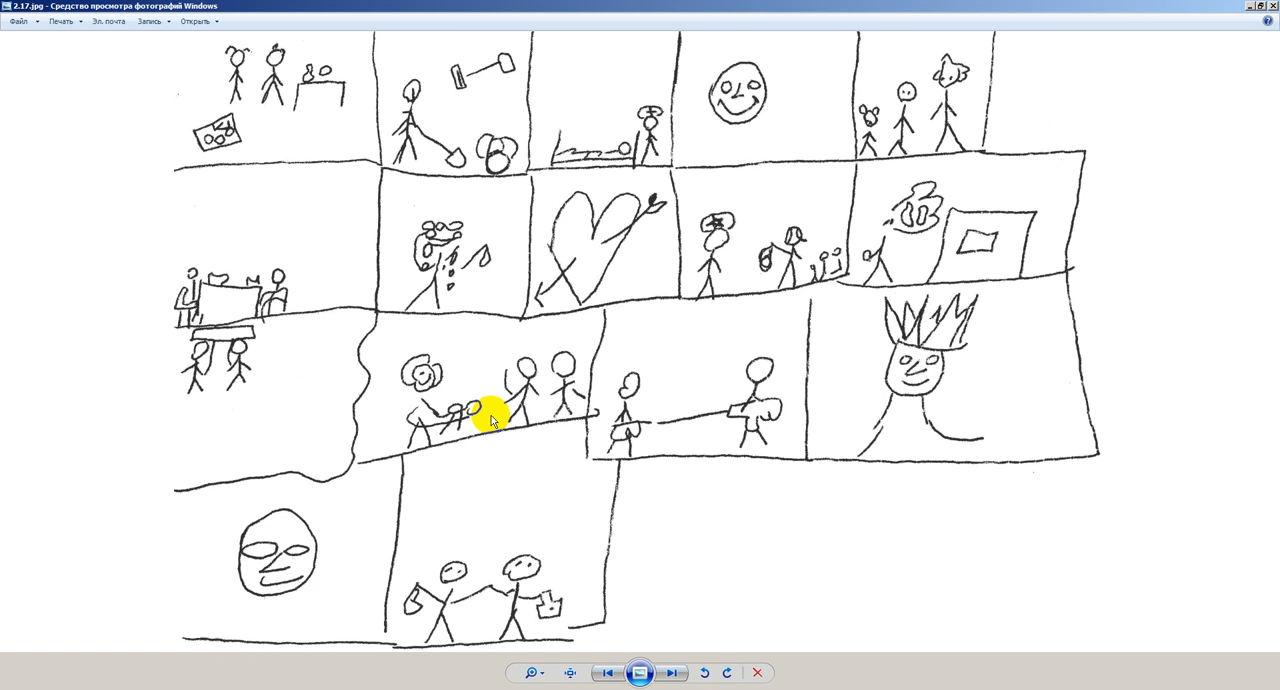 2.17.jpg - Средство просмотра фотографий Windows
Файл Печать Эл. почта Запись Открыть